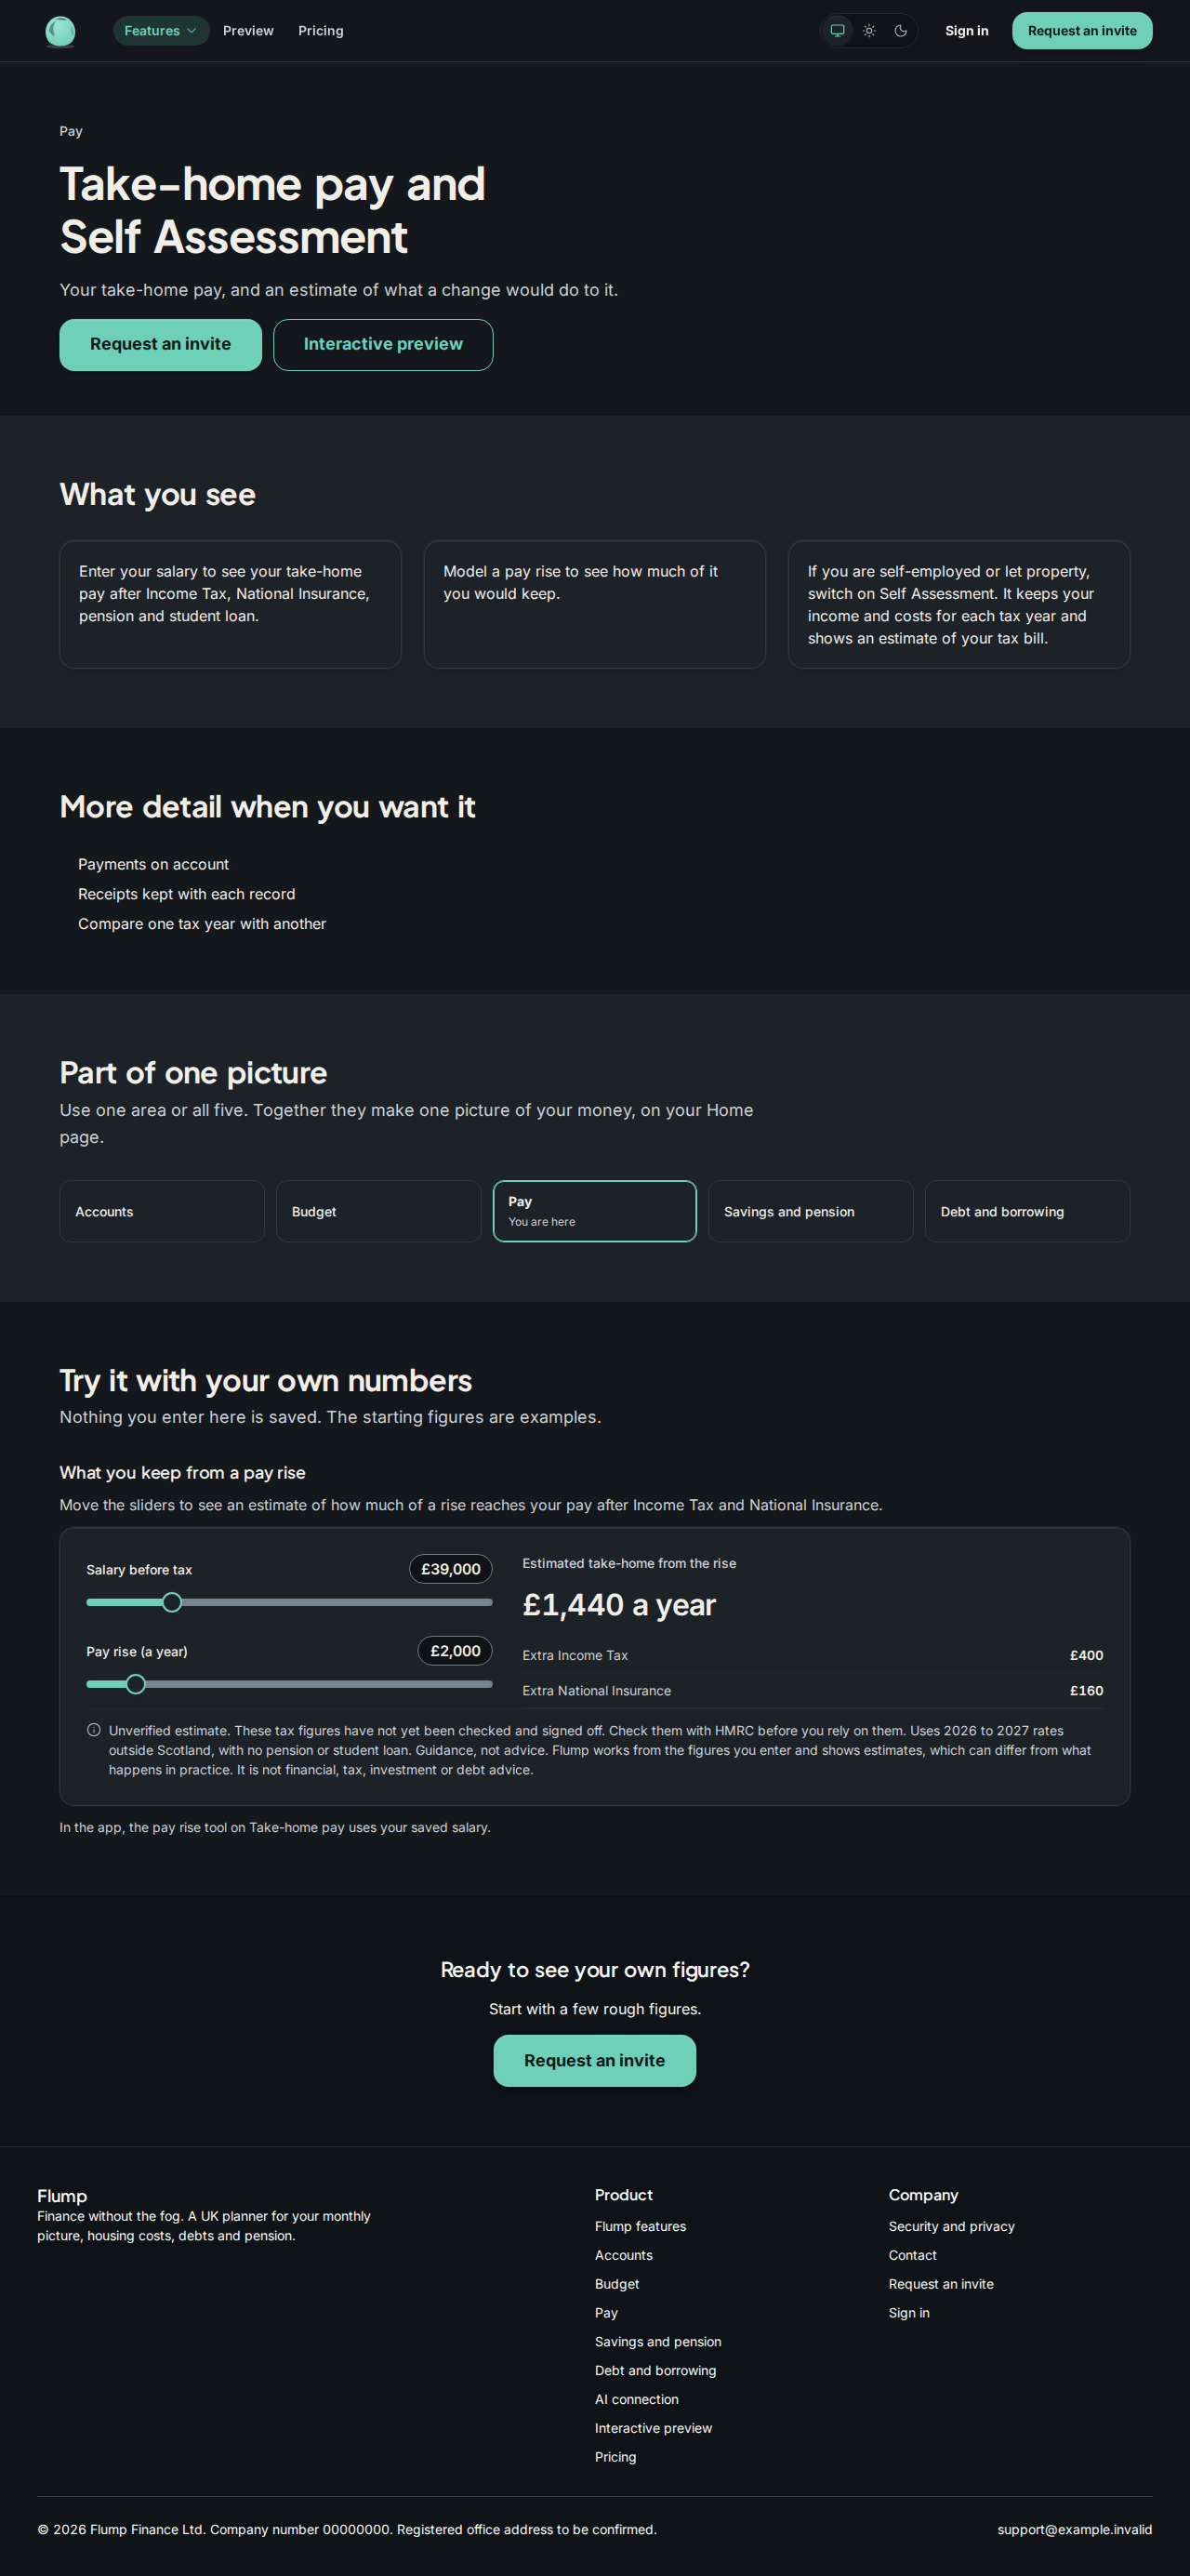 Features
Preview
Pricing
Sign in
Request an invite
Pay
Take-home pay and
Self Assessment
Your take-home pay, and an estimate of what a change would do to it.
Request an invite
Interactive preview
What you see
Enter your salary to see your take-home
pay after Income Tax, National Insurance,
pension and student loan.
Model a pay rise to see how much of it
you would keep.
If you are self-employed or let property,
switch on Self Assessment. It keeps your
income and costs for each tax year and
shows an estimate of your tax bill.
More detail when you want it
Payments on account
Receipts kept with each record
Compare one tax year with another
Part of one picture
Use one area or all five. Together they make one picture of your money, on your Home
page.
Accounts
Budget
Pay
You are here
Savings and pension
Debt and borrowing
Try it with your own numbers
Nothing you enter here is saved. The starting figures are examples.
What you keep from a pay rise
Move the sliders to see an estimate of how much of a rise reaches your pay after Income Tax and National Insurance.
Salary before tax
£39,000
Pay rise (a year)
£2,000
Estimated take-home from the rise
£1,440 a year
Extra Income Tax
£400
Extra National Insurance
£160
Unverified estimate. These tax figures have not yet been checked and signed off. Check them with HMRC before you rely on them. Uses 2026 to 2027 rates
outside Scotland, with no pension or student loan. Guidance, not advice. Flump works from the figures you enter and shows estimates, which can differ from what
happens in practice. It is not financial, tax, investment or debt advice.
In the app, the pay rise tool on Take-home pay uses your saved salary.
Ready to see your own figures?
Start with a few rough figures.
Request an invite
Flump
Finance without the fog. A UK planner for your monthly
picture, housing costs, debts and pension.
Product
Flump features
Accounts
Budget
Pay
Savings and pension
Debt and borrowing
AI connection
Interactive preview
Pricing
Company
Security and privacy
Contact
Request an invite
Sign in
© 2026 Flump Finance Ltd. Company number 00000000. Registered office address to be confirmed.
support@example.invalid